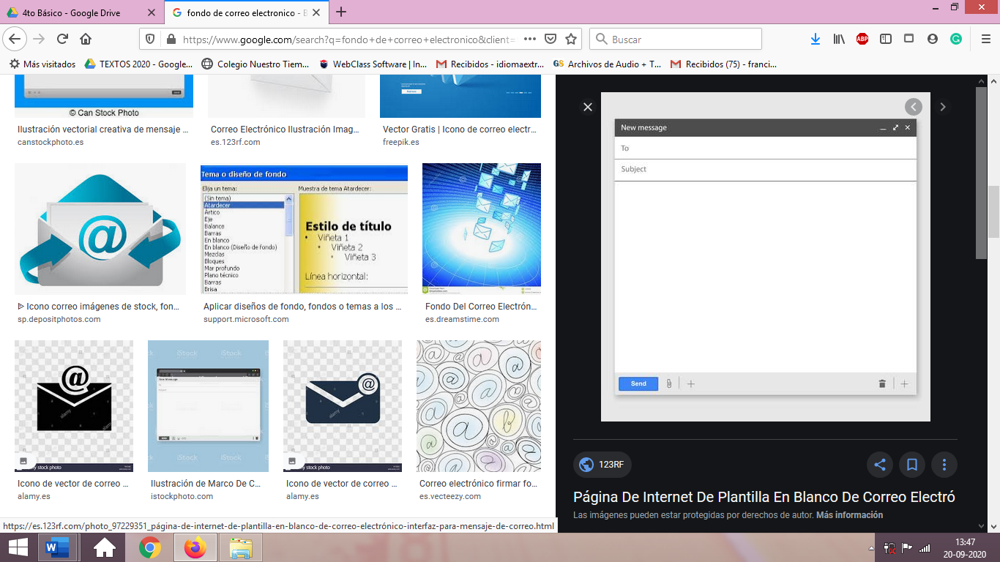 4to Básico - Google Drive
fondo de correo electronico - B
https://www.google.com/search?q=fondo+de+correo+electronico&client=
Buscar
Más visitados
TEXTOS 2020 - Google...
Colegio Nuestro Tiem...
WebClass Software | In...
Recibidos - idiomaextr...
Archivos de Audio + T...
Recibidos (75) - franci...
© Can Stock Photo
Ilustración vectorial creativa de mensaje ...
canstockphoto.es
Correo Electrónico Ilustración Imag...
es.123rf.com
Vector Gratis | Icono de correo electr...
freepik.es
Tema o diseño de fondo
Elija un tema:
Muestra de tema Atardecer:
(Sin tema)
Atardecer
Ártico
Eje
Balance
Barras
En blanco
En blanco (Diseño de fondo)
Mezclas
Bloques
Mar profundo
Plano técnico
Barras
Brisa
Estilo de título
• Viñeta 1
• Viñeta 2
• Viñeta 3
Línea horizontal:
ᐈ Icono correo imágenes de stock, fon...
sp.depositphotos.com
Aplicar diseños de fondo, fondos o temas a los ...
support.microsoft.com
Fondo Del Correo Electrón...
es.dreamstime.com
alamy
alamy stock photo
iStock
New Message
alamy
alamy stock photo
Icono de vector de correo ...
alamy.es
Ilustración de Marco De C...
istockphoto.com
Icono de vector de correo ...
alamy.es
Correo electrónico firmar fo...
es.vecteezy.com
New message
To
Subject
Send
123RF
Página De Internet De Plantilla En Blanco De Correo Electró
Las imágenes pueden estar protegidas por derechos de autor. Más información
https://es.123rf.com/photo_97229351_página-de-internet-de-plantilla-en-blanco-de-correo-electrónico-interfaz-para-mensaje-de-correo.html
13:47
20-09-2020